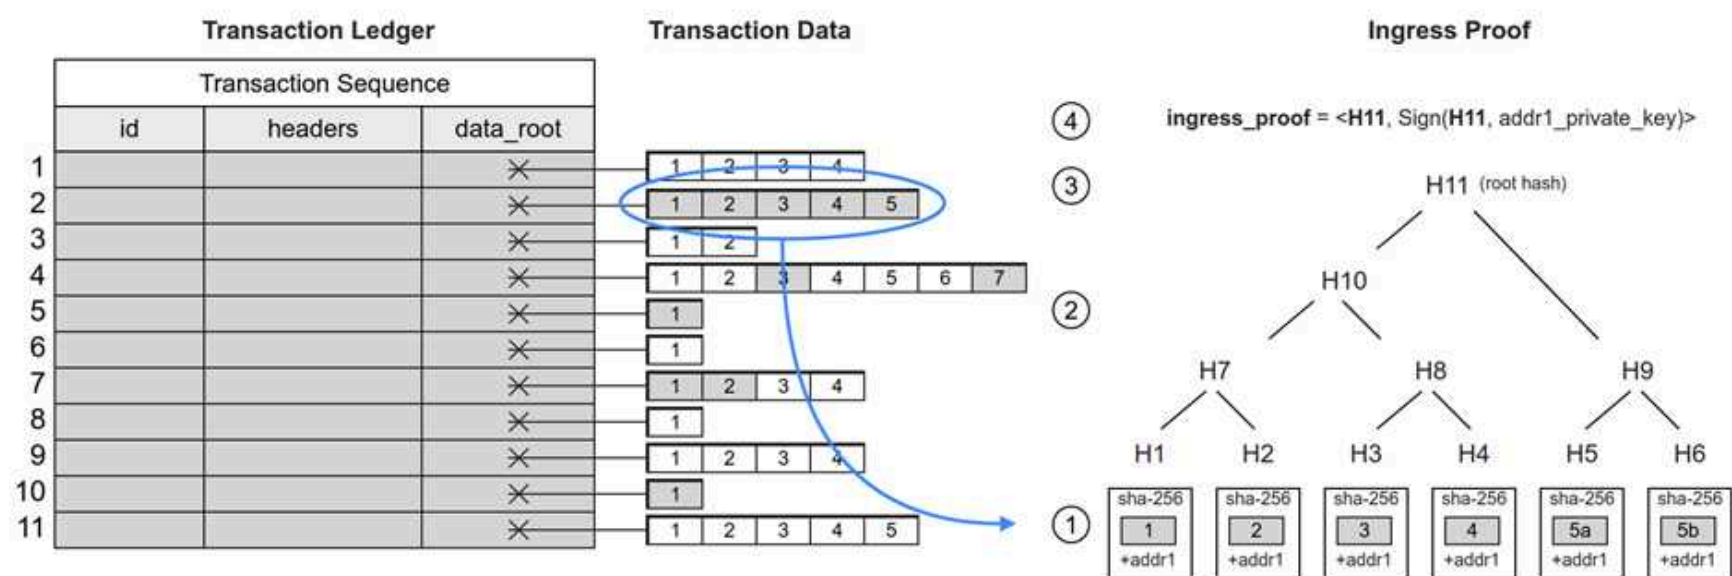 Transaction Ledger
Transaction Data
Ingress Proof
Transaction Sequence
id headers data_root
1 1 2 3 4
2 1 2 3 4 5
3 1 2
4 1 2 3 4 5 6 7
5 1
6 1
7 1 2 3 4
8 1
9 1 2 3 4
10 1
11 1 2 3 4 5
4 ingress_proof = <H11, Sign(H11, addr1_private_key)>
3 H11 (root hash)
H10
2
H7 H8 H9
H1 H2 H3 H4 H5 H6
sha-256 sha-256 sha-256 sha-256 sha-256 sha-256
1 1 2 3 4 5a 5b
+addr1 +addr1 +addr1 +addr1 +addr1 +addr1